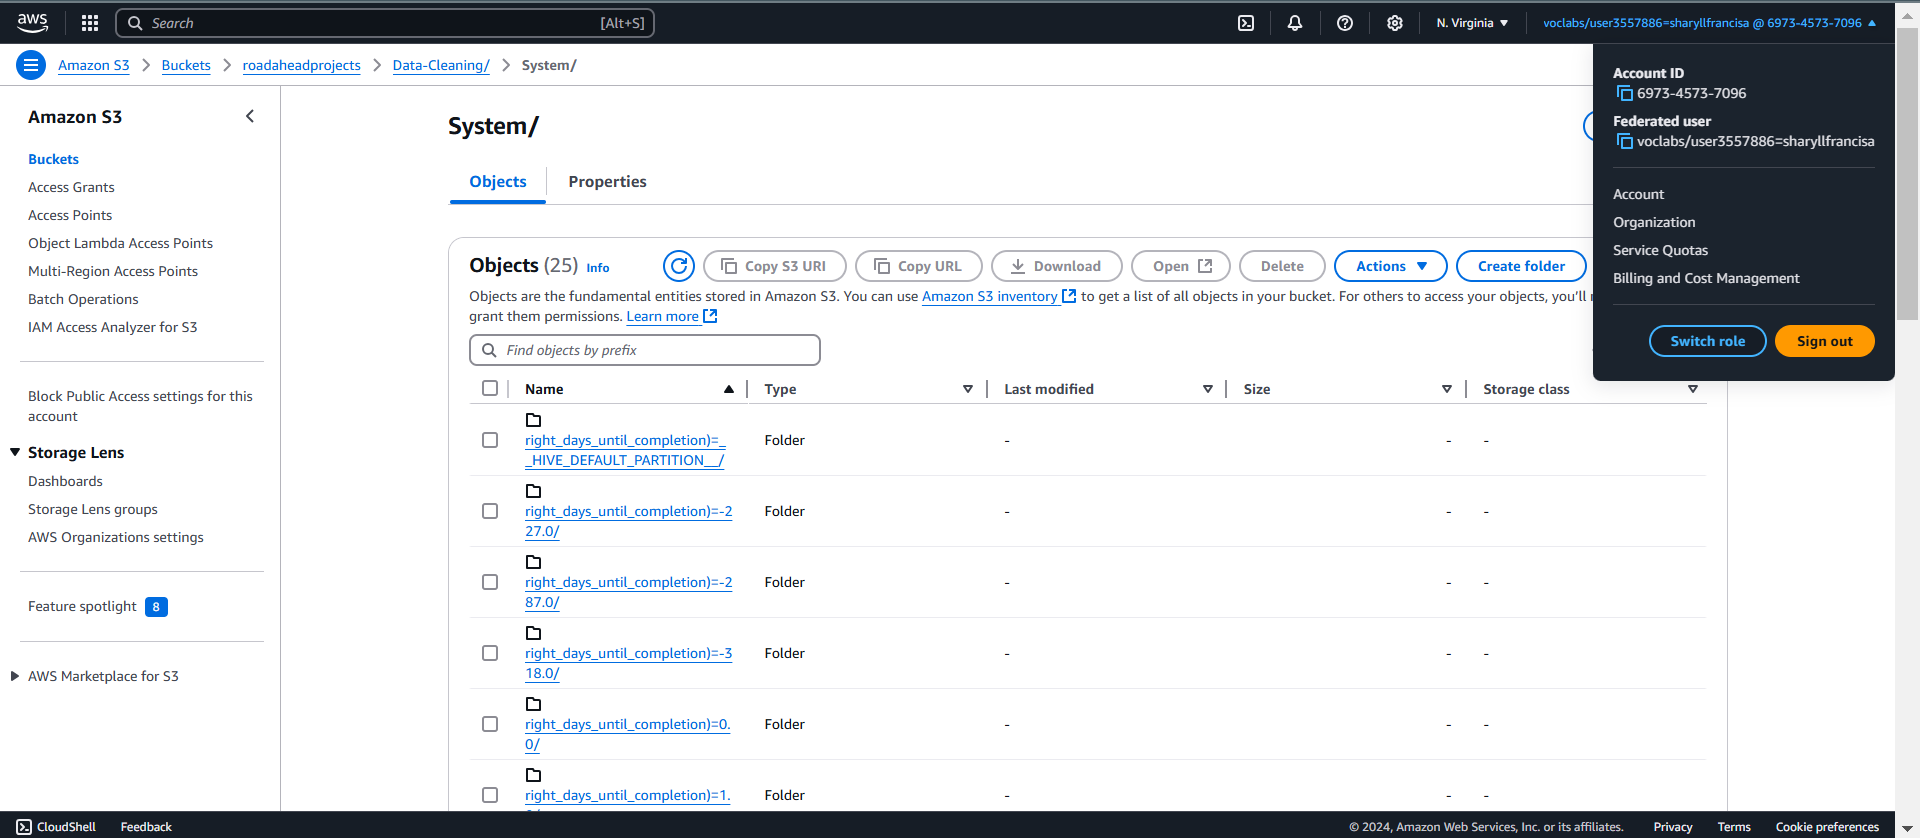 aws
Search
[Alt+S]
N. Virginia
voclabs/user3557886=sharyllfrancisa @ 6973-4573-7096
Amazon S3
Buckets
roadaheadprojects
Data-Cleaning/
System/
Account ID
6973-4573-7096
Federated user
voclabs/user3557886=sharyllfrancisa
Account
Organization
Service Quotas
Billing and Cost Management
Switch role
Sign out
Amazon S3
Buckets
Access Grants
Access Points
Object Lambda Access Points
Multi-Region Access Points
Batch Operations
IAM Access Analyzer for S3
Block Public Access settings for this
account
Storage Lens
Dashboards
Storage Lens groups
AWS Organizations settings
Feature spotlight 8
AWS Marketplace for S3
System/
Objects
Properties
Objects (25) Info
Copy S3 URI
Copy URL
Download
Open
Delete
Actions
Create folder
Objects are the fundamental entities stored in Amazon S3. You can use Amazon S3 inventory to get a list of all objects in your bucket. For others to access your objects, you'll
grant them permissions. Learn more
Find objects by prefix
Name Type Last modified Size Storage class
right_days_until_completion)=_
_HIVE_DEFAULT_PARTITION__/
Folder - - -
right_days_until_completion)=-2
27.0/
Folder - - -
right_days_until_completion)=-2
87.0/
Folder - - -
right_days_until_completion)=-3
18.0/
Folder - - -
right_days_until_completion)=0.
0/
Folder - - -
right_days_until_completion)=1.
Folder - - -
CloudShell
Feedback
© 2024, Amazon Web Services, Inc. or its affiliates.
Privacy
Terms
Cookie preferences